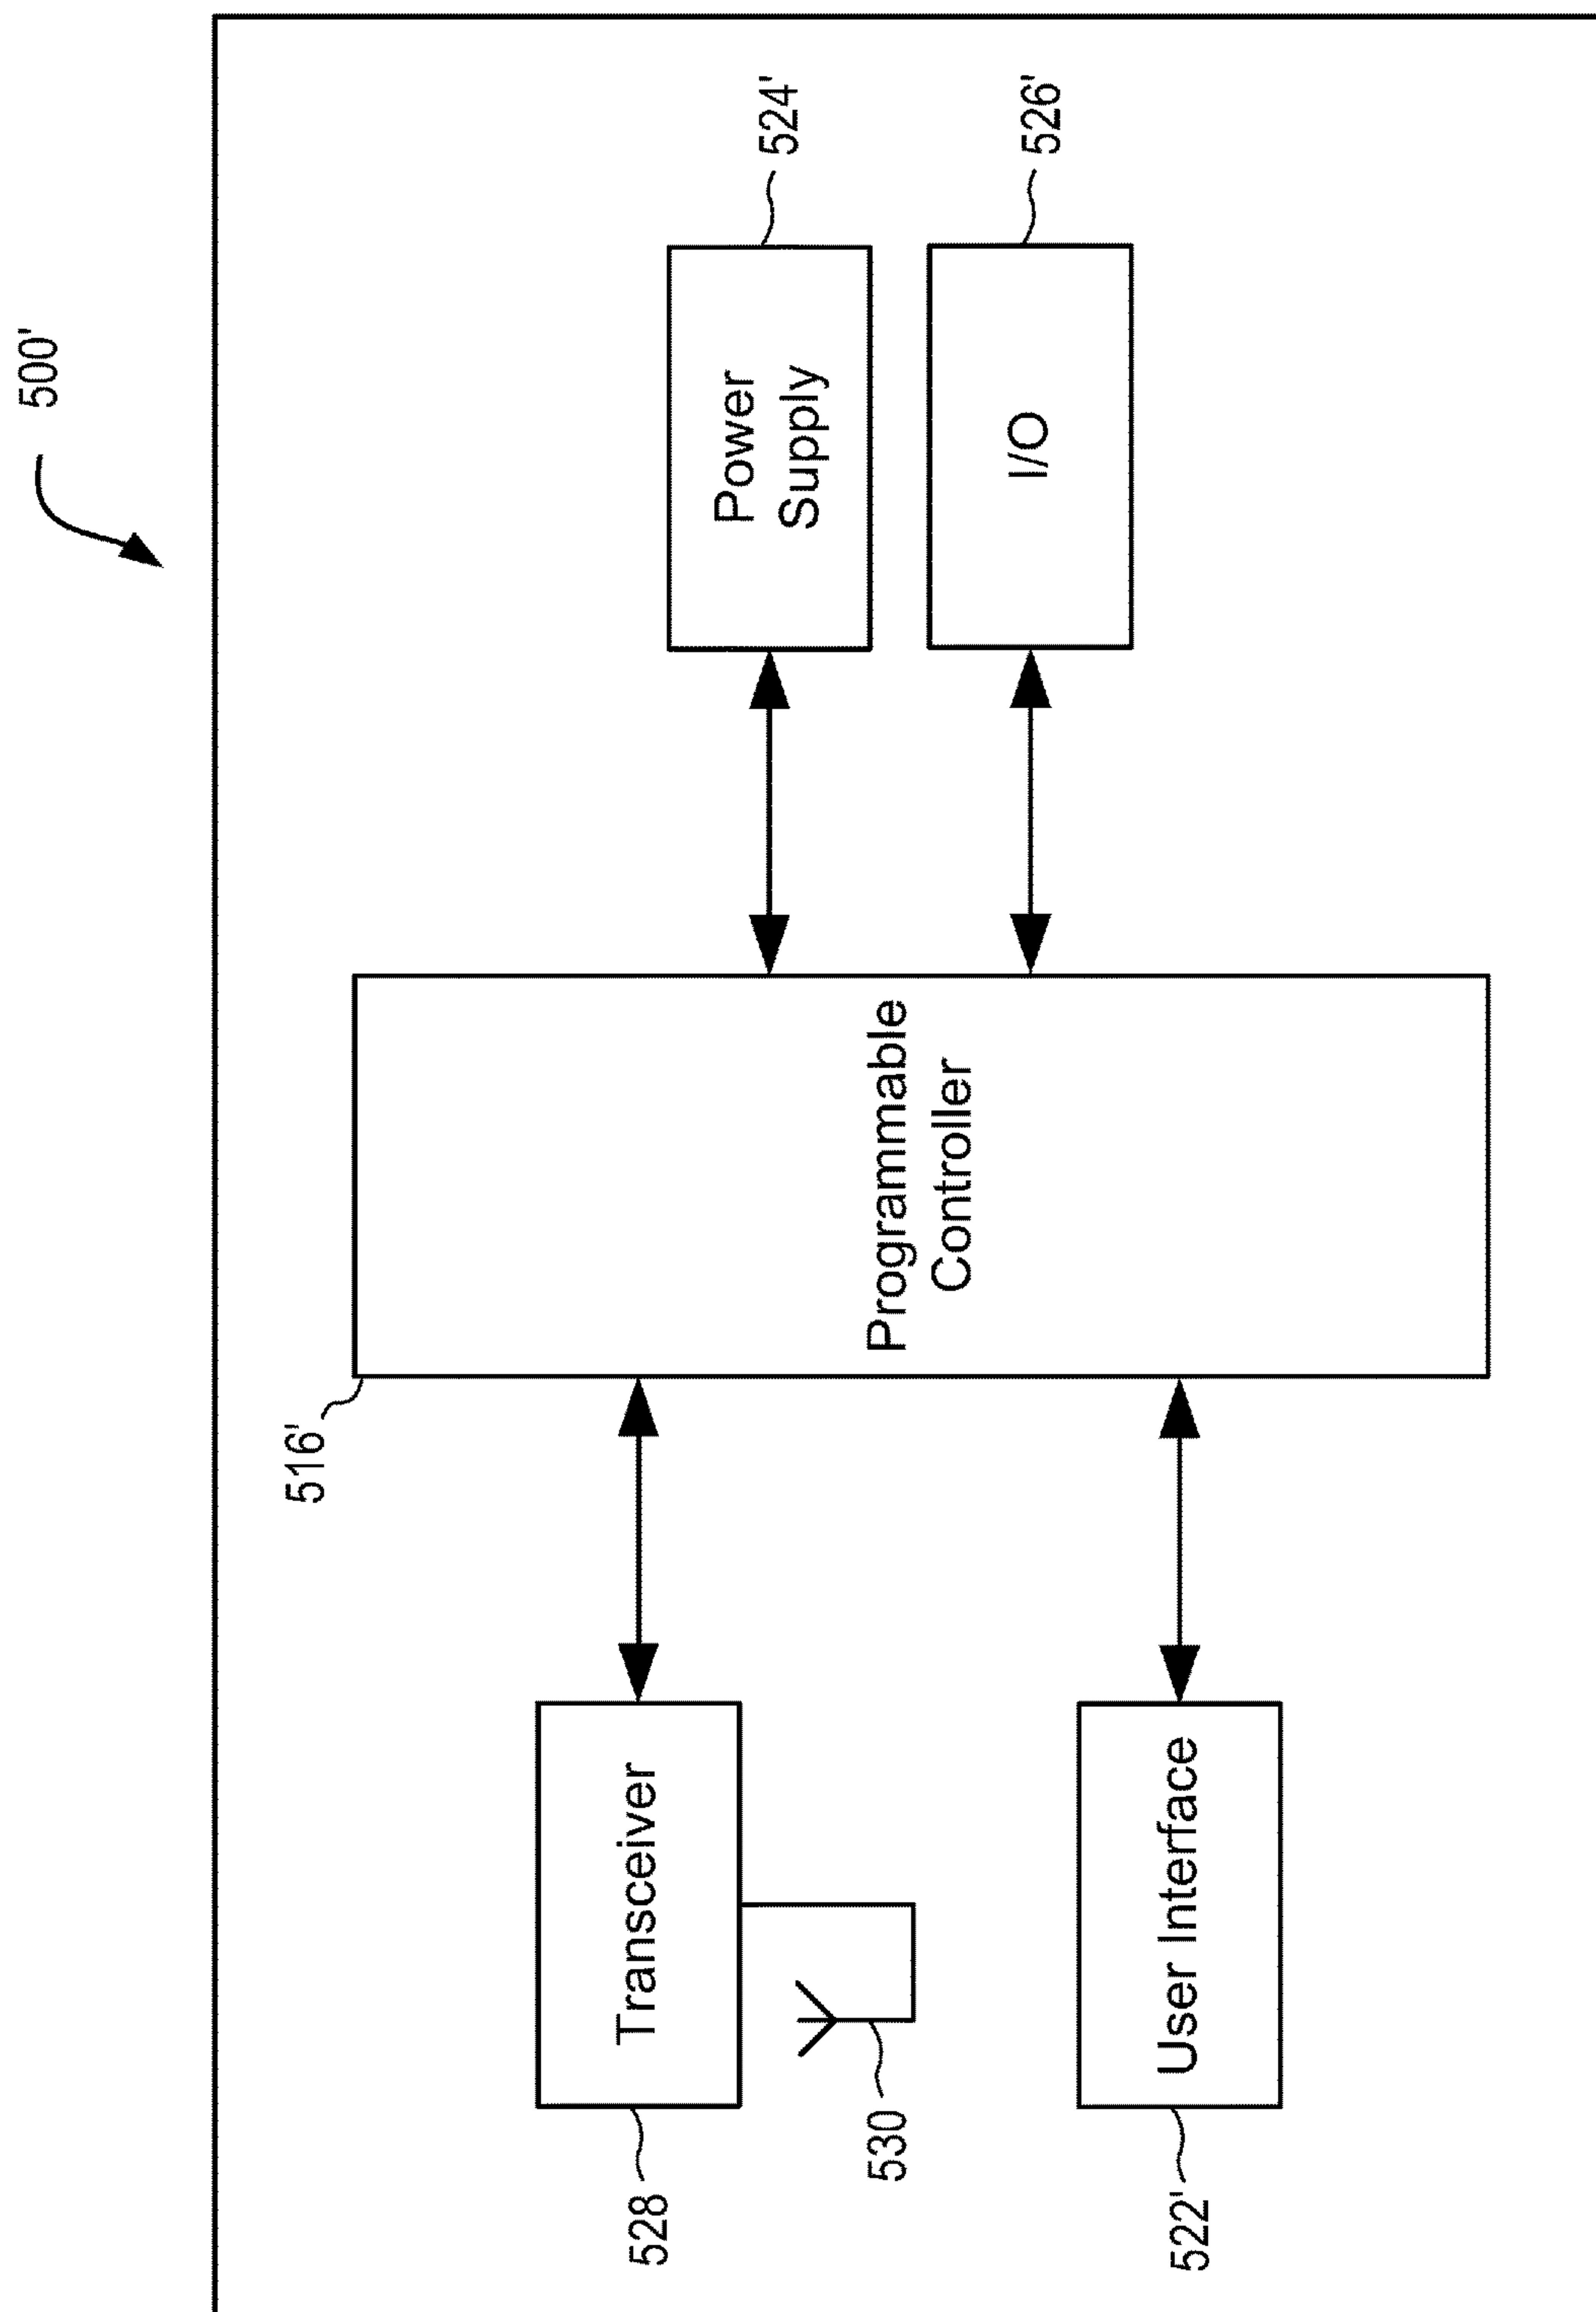 500'
516'
528
Transceiver
530
Programmable
Controller
Power
Supply
524'
I/O
526'
User Interface
522'